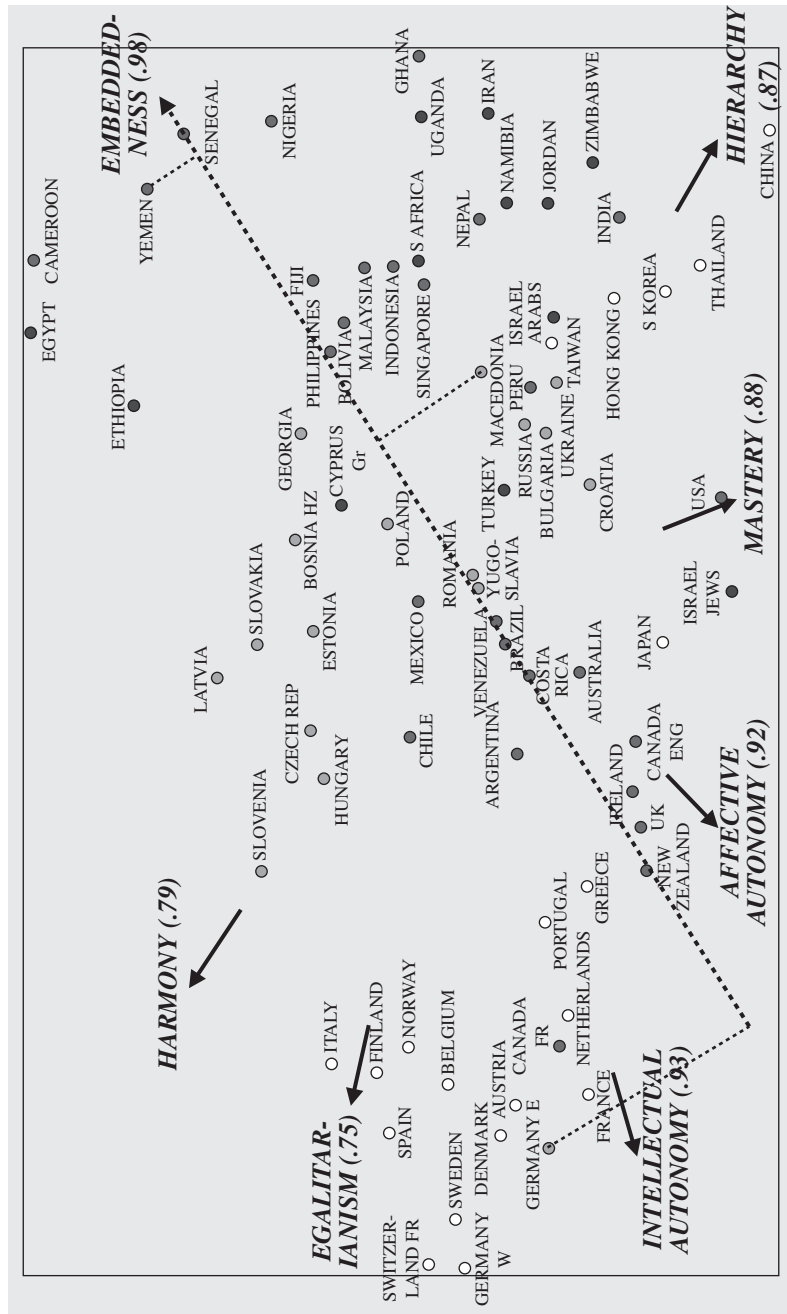 HARMONY (.79)
EMBEDDED-
NESS (.98)
EGALITAR-
IANISM (.75)
INTELLECTUAL
AUTONOMY (.93)
AFFECTIVE
AUTONOMY (.92)
MASTERY (.88)
HIERARCHY
(.87)
EGYPT
CAMEROON
ETHIOPIA
YEMEN
SENEGAL
LATVIA
SLOVENIA
SLOVAKIA
NIGERIA
CZECH REP
HUNGARY
ESTONIA
BOSNIA HZ
GEORGIA
PHILIPPINES
FIJI
ITALY
FINLAND
NORWAY
CYPRUS
Gr
BOLIVIA
MALAYSIA
INDONESIA
SPAIN
POLAND
SWITZER-
LAND FR
CHILE
MEXICO
SINGAPORE
S AFRICA
UGANDA
GHANA
BELGIUM
SWEDEN
GERMANY
W
DENMARK
AUSTRIA
ROMANIA
YUGO-
SLAVIA
MACEDONIA
NEPAL
IRAN
VENEZUELA
BRAZIL
TURKEY
PERU
NAMIBIA
CANADA
FR
ARGENTINA
COSTA
RICA
RUSSIA
BULGARIA
UKRAINE
TAIWAN
ISRAEL
ARABS
JORDAN
GERMANY E
NETHERLANDS
PORTUGAL
FRANCE
GREECE
AUSTRALIA
CROATIA
HONG KONG
INDIA
ZIMBABWE
NEW
ZEALAND
UK
IRELAND
CANADA
ENG
JAPAN
S KOREA
THAILAND
ISRAEL
JEWS
USA
CHINA